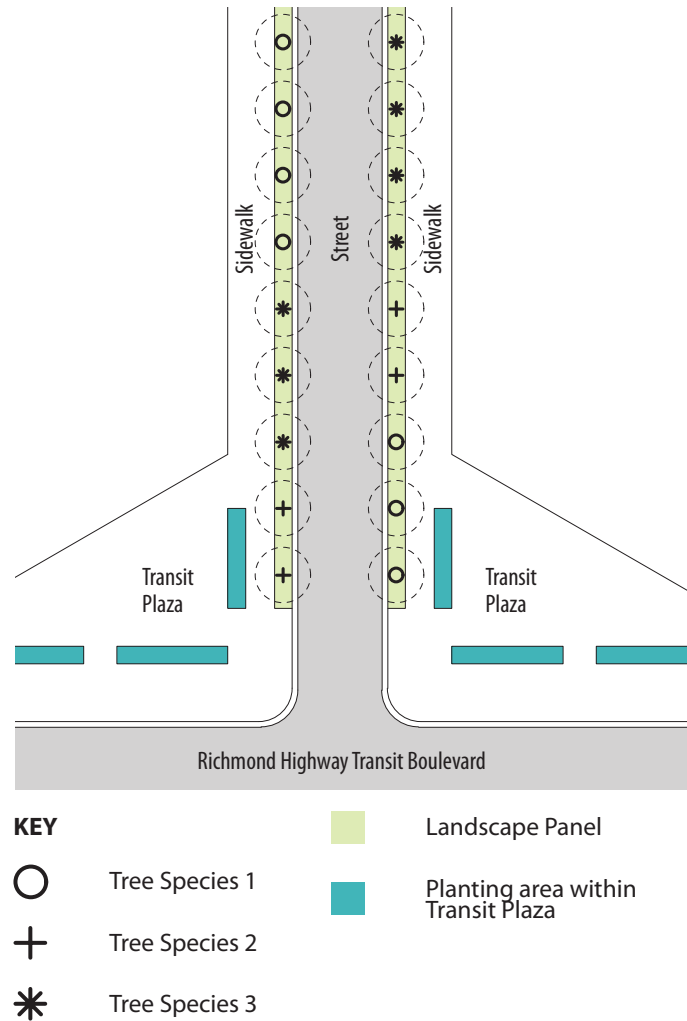 Sidewalk
Street
Sidewalk
Transit
Plaza
Transit
Plaza
Richmond Highway Transit Boulevard
KEY
Tree Species 1
Tree Species 2
Tree Species 3
Landscape Panel
Planting area within
Transit Plaza